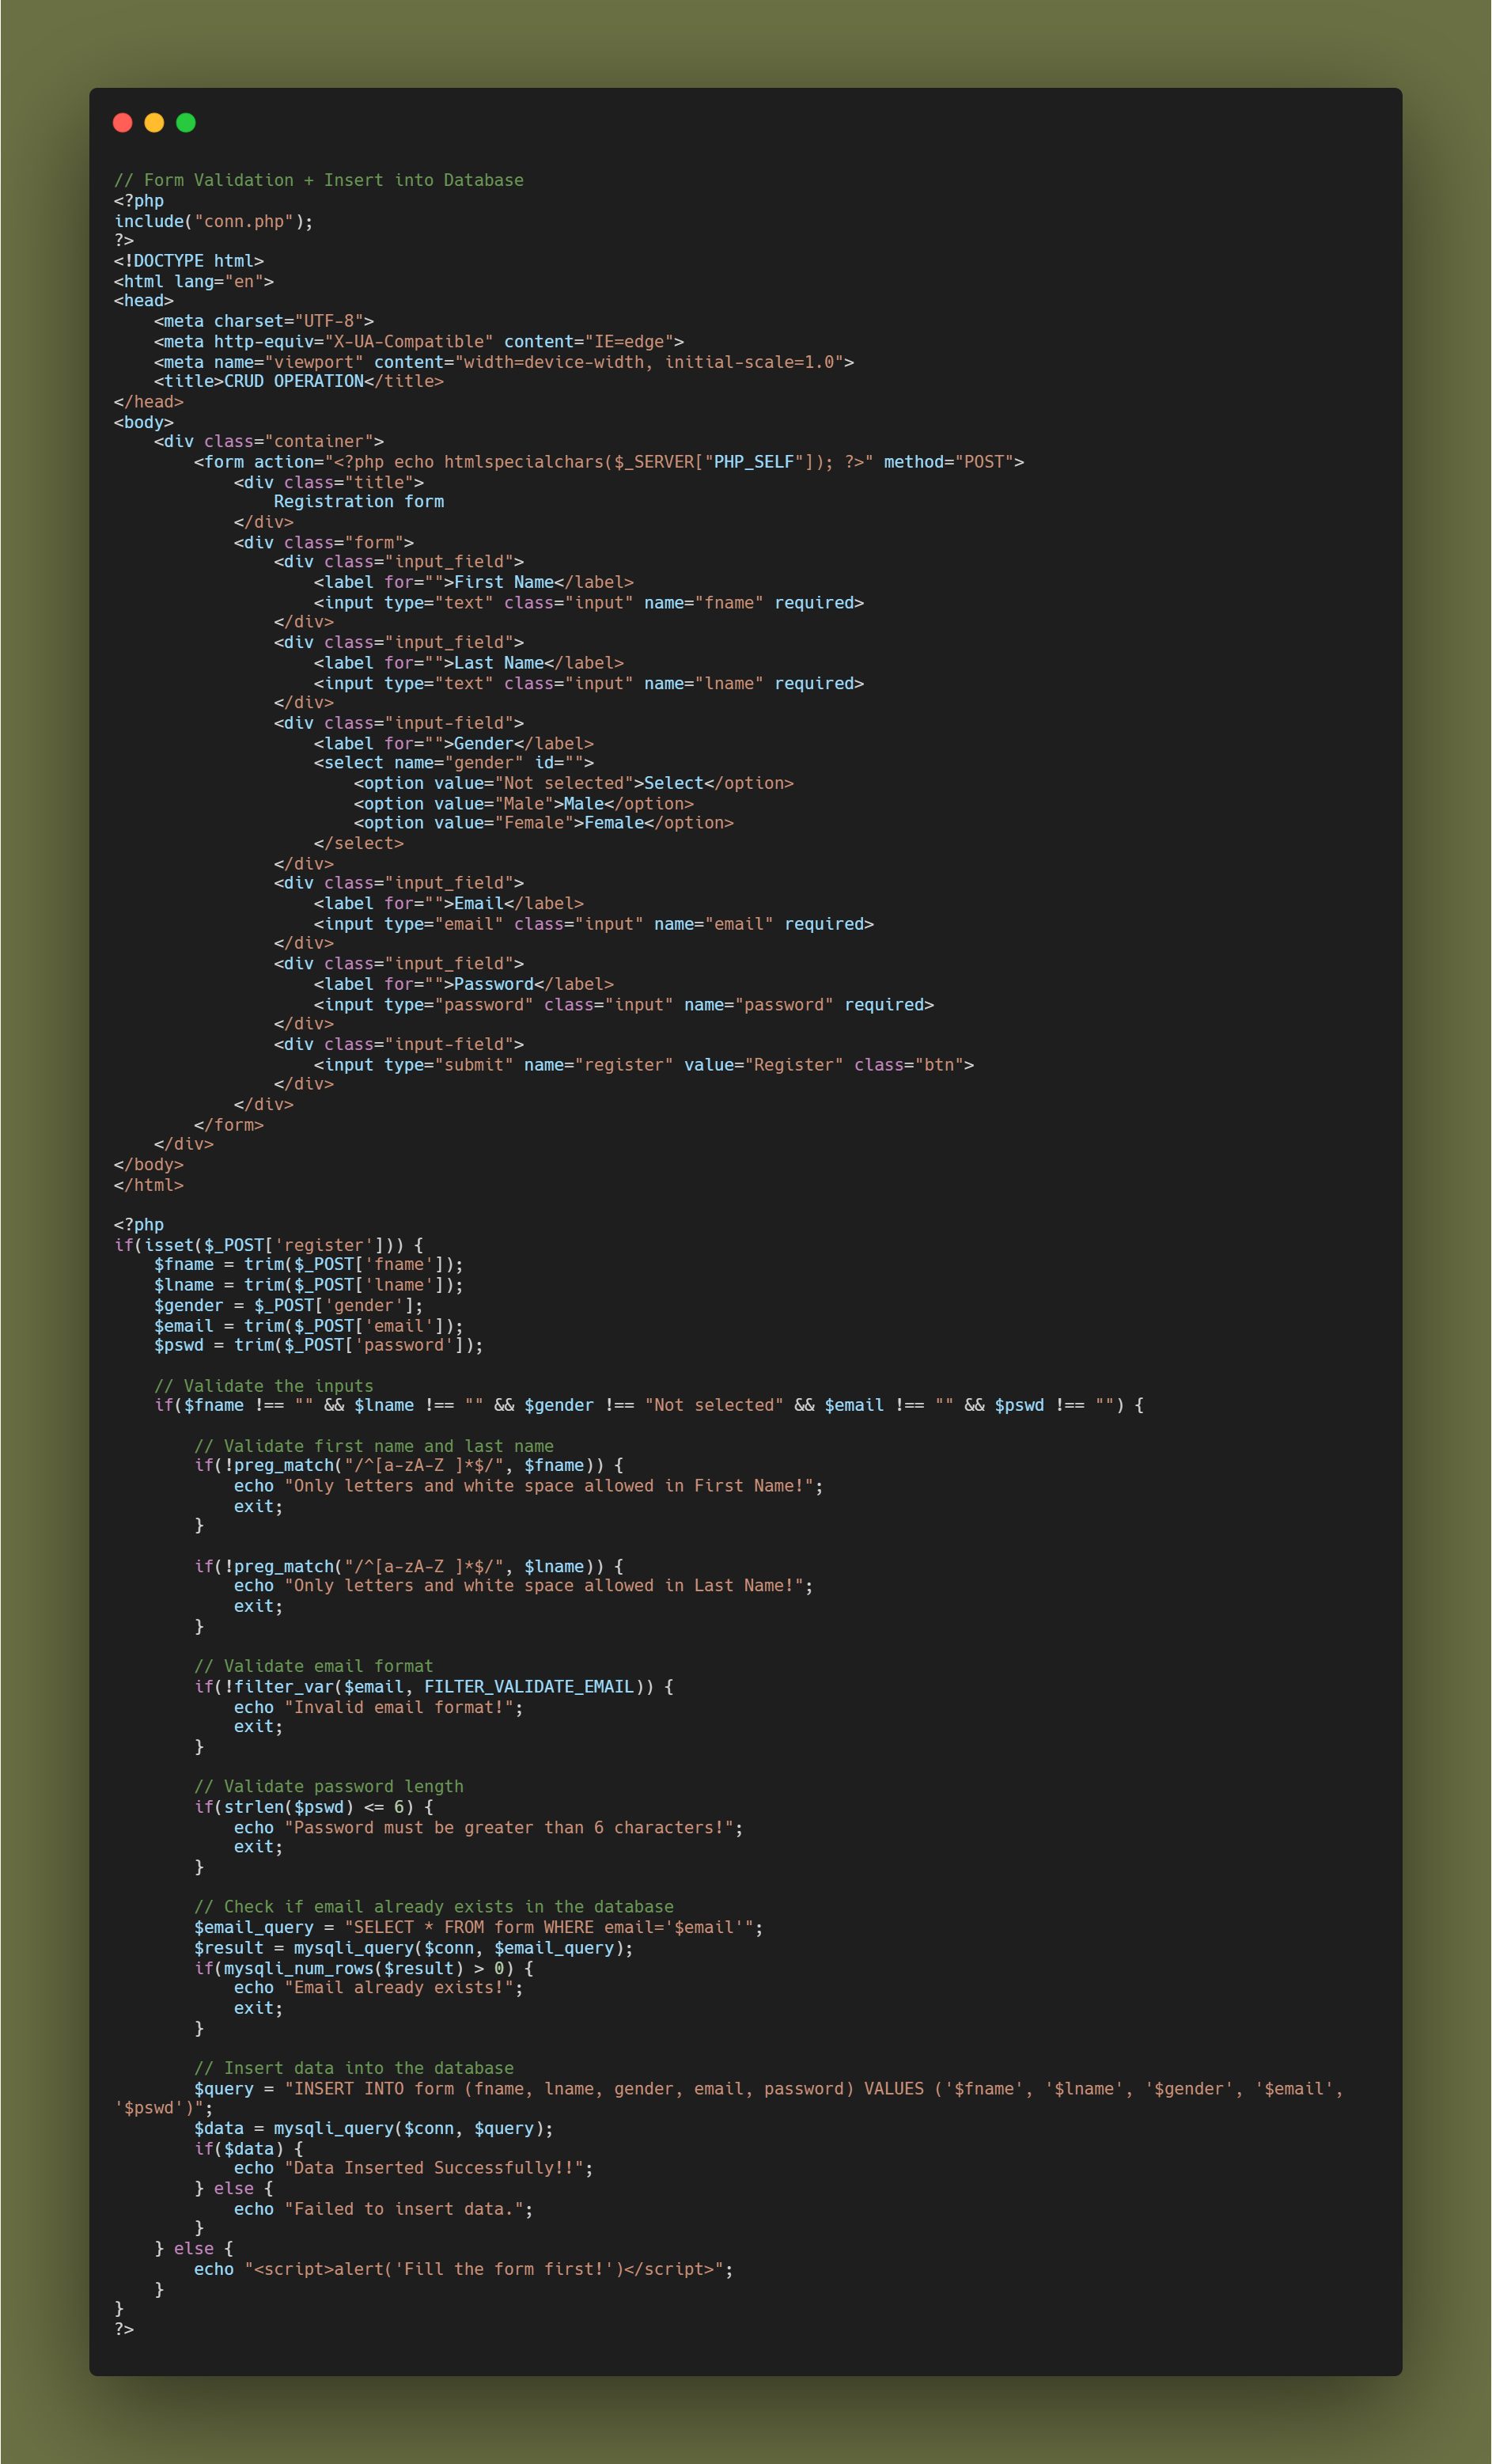 // Form Validation + Insert into Database
<?php
include("conn.php");
?>
<!DOCTYPE html>
<html lang="en">
<head>
    <meta charset="UTF-8">
    <meta http-equiv="X-UA-Compatible" content="IE=edge">
    <meta name="viewport" content="width=device-width, initial-scale=1.0">
    <title>CRUD OPERATION</title>
</head>
<body>
    <div class="container">
        <form action="<?php echo htmlspecialchars($_SERVER["PHP_SELF"]); ?>" method="POST">
            <div class="title">
                Registration form
            </div>
            <div class="form">
                <div class="input_field">
                    <label for="">First Name</label>
                    <input type="text" class="input" name="fname" required>
                </div>
                <div class="input_field">
                    <label for="">Last Name</label>
                    <input type="text" class="input" name="lname" required>
                </div>
                <div class="input-field">
                    <label for="">Gender</label>
                    <select name="gender" id="">
                        <option value="Not selected">Select</option>
                        <option value="Male">Male</option>
                        <option value="Female">Female</option>
                    </select>
                </div>
                <div class="input_field">
                    <label for="">Email</label>
                    <input type="email" class="input" name="email" required>
                </div>
                <div class="input_field">
                    <label for="">Password</label>
                    <input type="password" class="input" name="password" required>
                </div>
                <div class="input-field">
                    <input type="submit" name="register" value="Register" class="btn">
                </div>
            </div>
        </form>
    </div>
</body>
</html>

<?php
if(isset($_POST['register'])) {
    $fname = trim($_POST['fname']);
    $lname = trim($_POST['lname']);
    $gender = $_POST['gender'];
    $email = trim($_POST['email']);
    $pswd = trim($_POST['password']);

    // Validate the inputs
    if($fname !== "" && $lname !== "" && $gender !== "Not selected" && $email !== "" && $pswd !== "") {

        // Validate first name and last name
        if(!preg_match("/^[a-zA-Z ]*$/", $fname)) {
            echo "Only letters and white space allowed in First Name!";
            exit;
        }

        if(!preg_match("/^[a-zA-Z ]*$/", $lname)) {
            echo "Only letters and white space allowed in Last Name!";
            exit;
        }

        // Validate email format
        if(!filter_var($email, FILTER_VALIDATE_EMAIL)) {
            echo "Invalid email format!";
            exit;
        }

        // Validate password length
        if(strlen($pswd) <= 6) {
            echo "Password must be greater than 6 characters!";
            exit;
        }

        // Check if email already exists in the database
        $email_query = "SELECT * FROM form WHERE email='$email'";
        $result = mysqli_query($conn, $email_query);
        if(mysqli_num_rows($result) > 0) {
            echo "Email already exists!";
            exit;
        }

        // Insert data into the database
        $query = "INSERT INTO form (fname, lname, gender, email, password) VALUES ('$fname', '$lname', '$gender', '$email',
'$pswd')";
        $data = mysqli_query($conn, $query);
        if($data) {
            echo "Data Inserted Successfully!!";
        } else {
            echo "Failed to insert data.";
        }
    } else {
        echo "<script>alert('Fill the form first!')</script>";
    }
}
?>